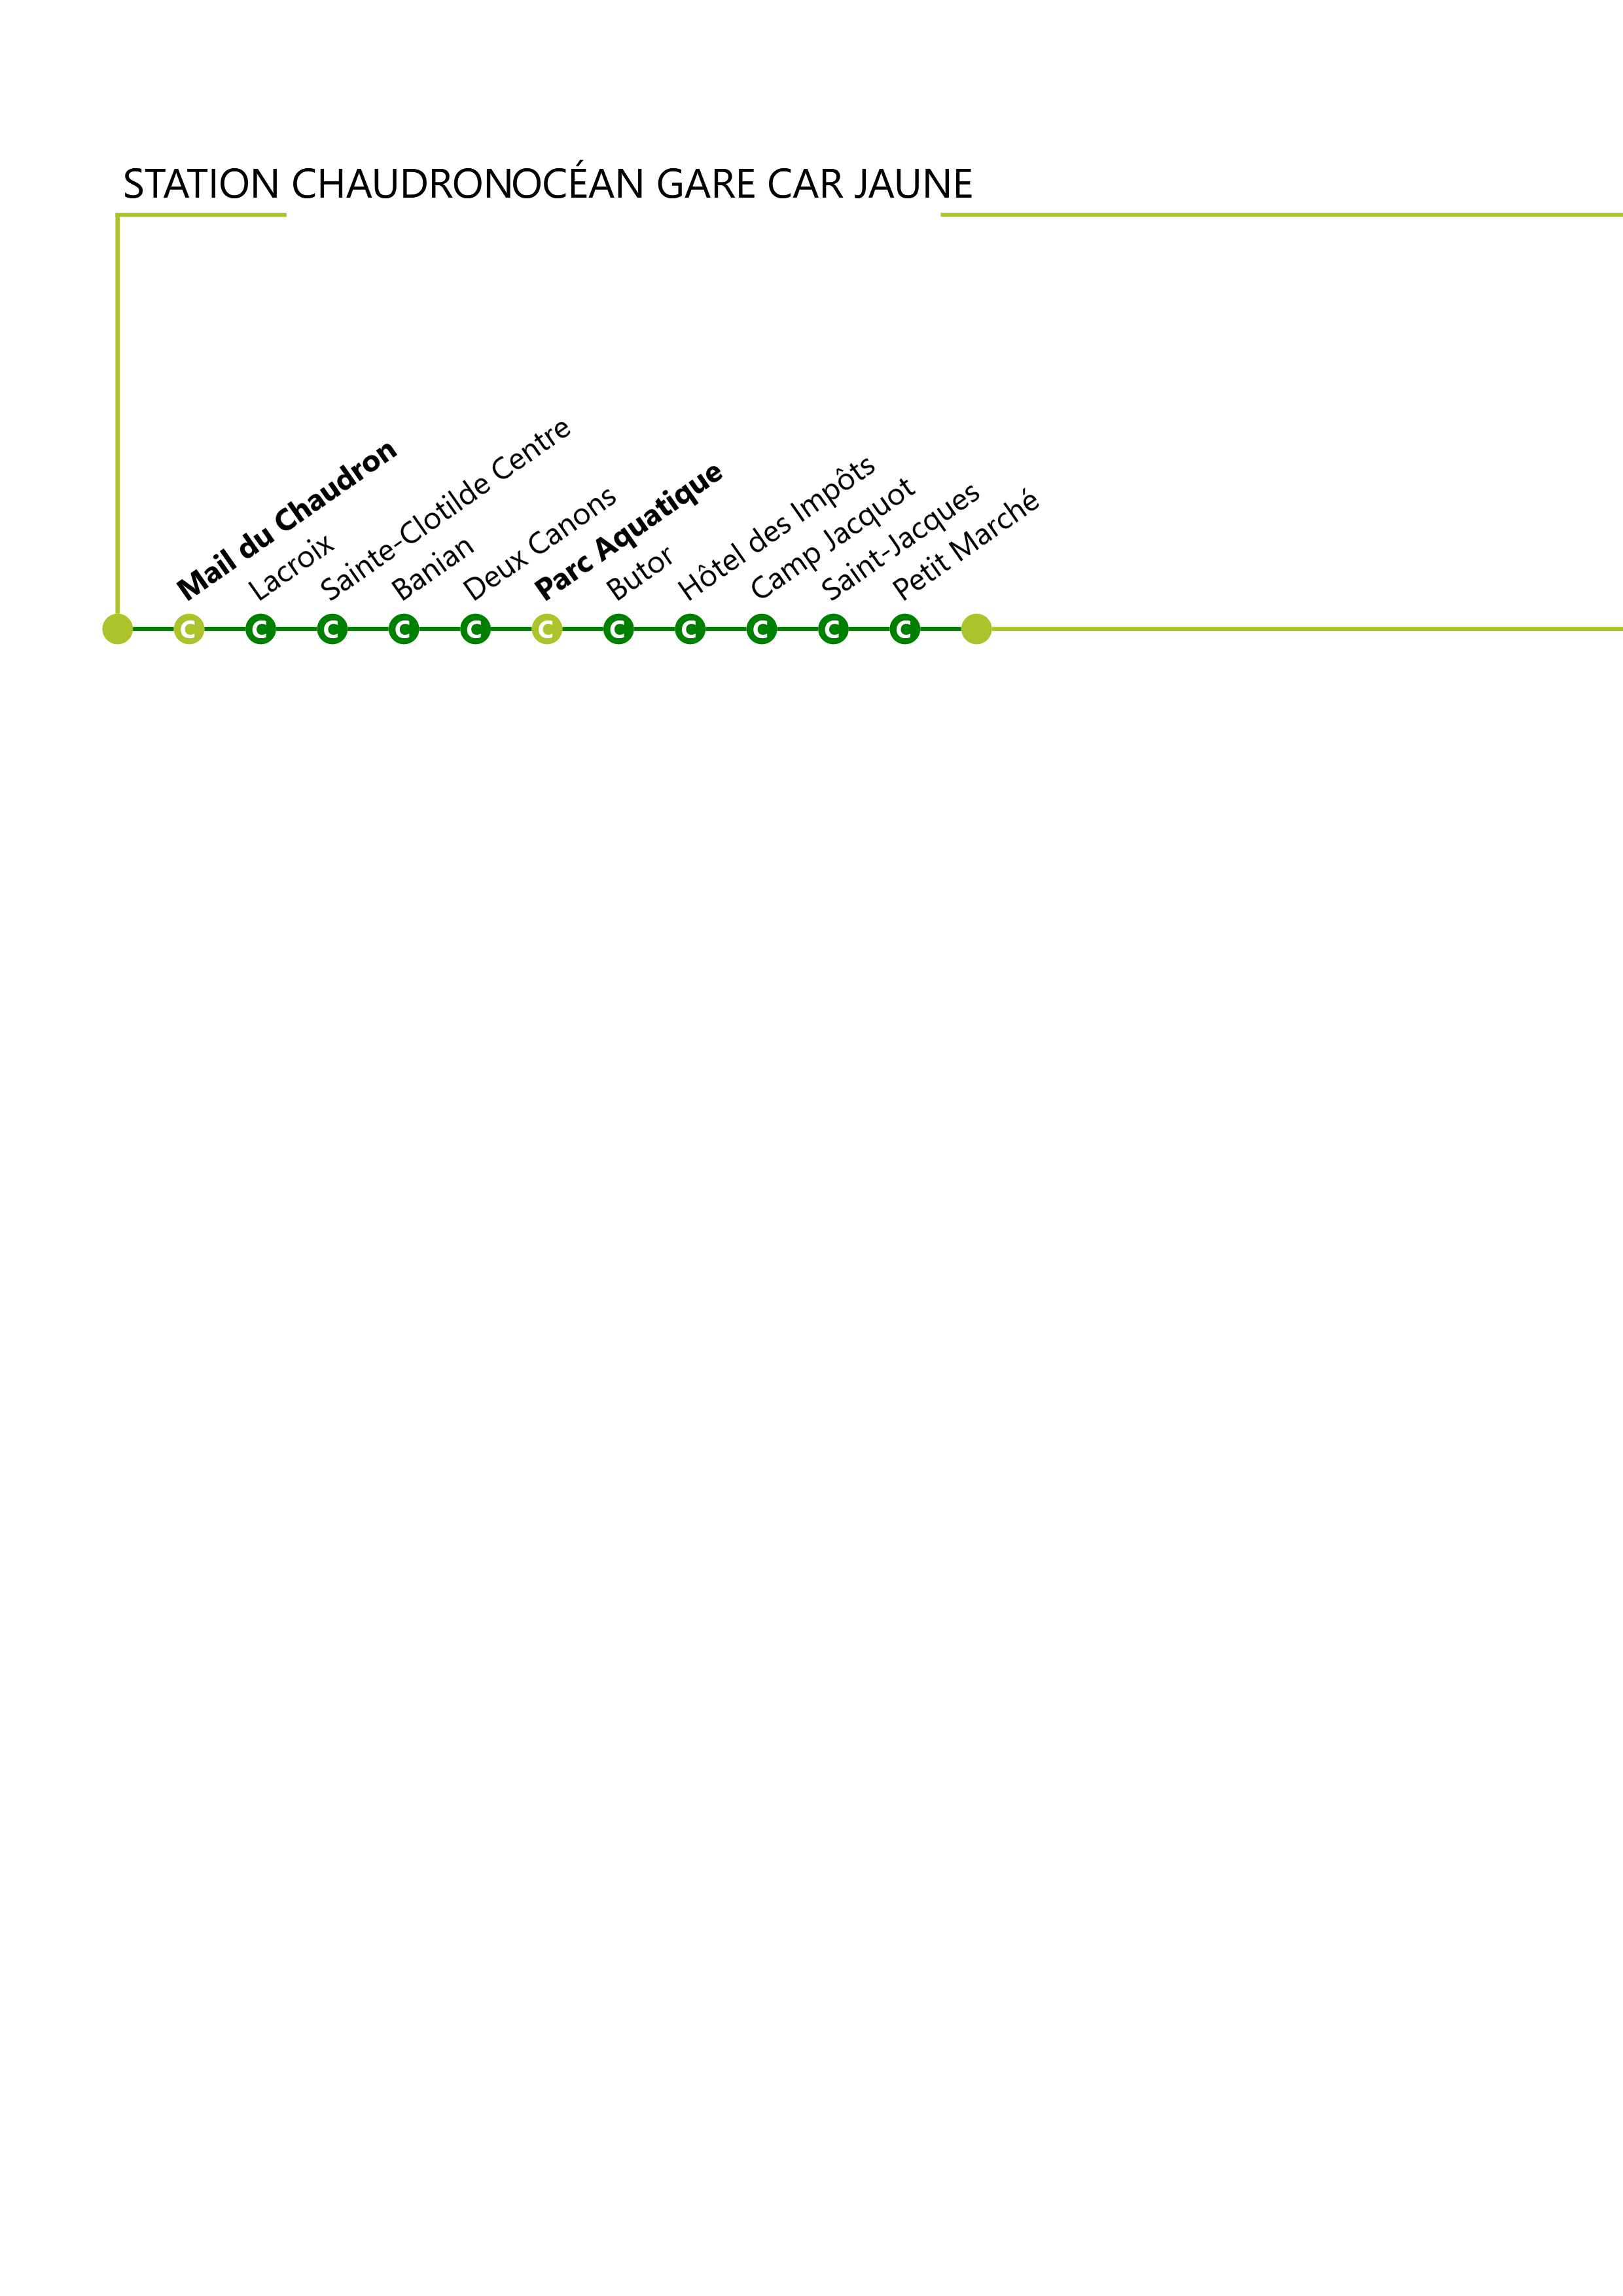 STATION CHAUDRONOCÉAN GARE CAR JAUNE
Mail du Chaudron
Lacroix
Sainte-Clotilde Centre
Banian
Deux Canons
Parc Aquatique
Butor
Hôtel des Impôts
Camp Jacquot
Saint-Jacques
Petit Marché
C C C C C C C C C C C